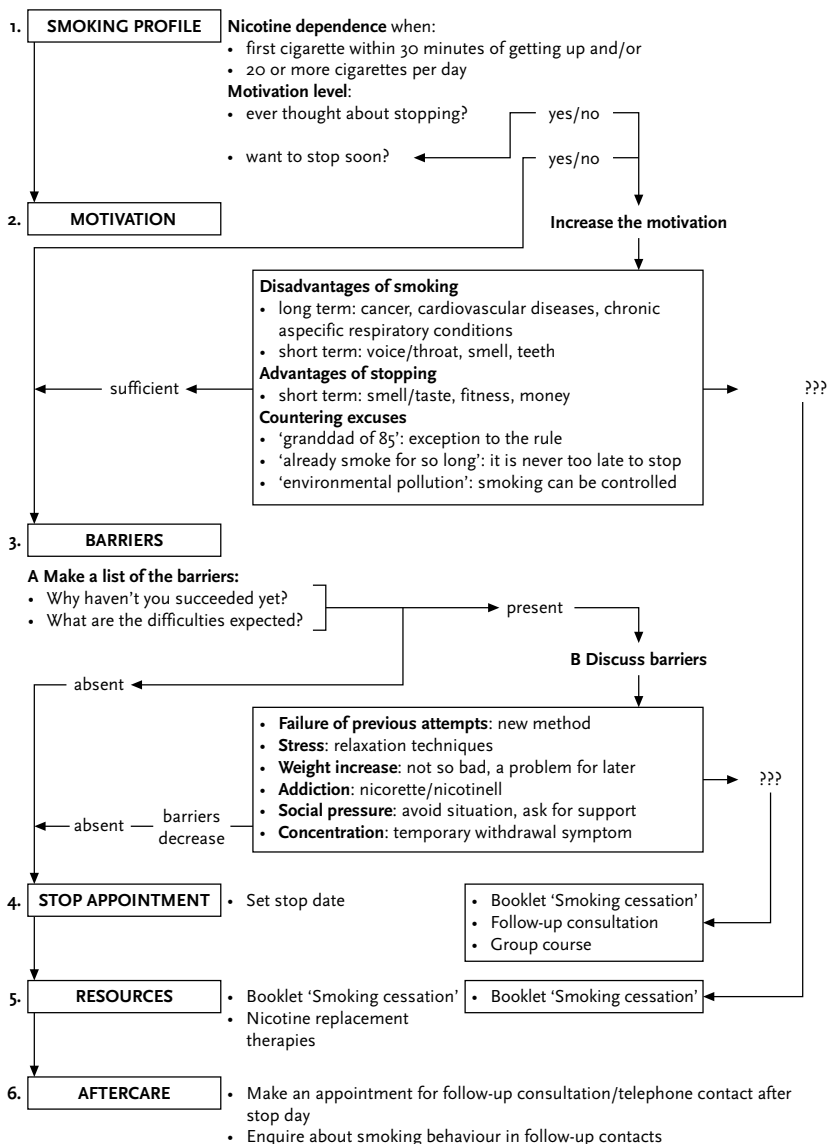 1. SMOKING PROFILE
Nicotine dependence when:
• first cigarette within 30 minutes of getting up and/or
• 20 or more cigarettes per day
Motivation level:
• ever thought about stopping? yes/no
• want to stop soon? yes/no
2. MOTIVATION
Increase the motivation
Disadvantages of smoking
• long term: cancer, cardiovascular diseases, chronic
aspecific respiratory conditions
• short term: voice/throat, smell, teeth
Advantages of stopping
• short term: smell/taste, fitness, money
Countering excuses
• ‘granddad of 85’: exception to the rule
• ‘already smoke for so long’: it is never too late to stop
• ‘environmental pollution’: smoking can be controlled
sufficient
???
3. BARRIERS
A Make a list of the barriers:
• Why haven’t you succeeded yet?
• What are the difficulties expected?
present
B Discuss barriers
absent
• Failure of previous attempts: new method
• Stress: relaxation techniques
• Weight increase: not so bad, a problem for later
• Addiction: nicorette/nicotinell
• Social pressure: avoid situation, ask for support
• Concentration: temporary withdrawal symptom
???
absent
barriers
decrease
4. STOP APPOINTMENT
• Set stop date
• Booklet ‘Smoking cessation’
• Follow-up consultation
• Group course
5. RESOURCES
• Booklet ‘Smoking cessation’
• Nicotine replacement
therapies
• Booklet ‘Smoking cessation’
6. AFTERCARE
• Make an appointment for follow-up consultation/telephone contact after
stop day
• Enquire about smoking behaviour in follow-up contacts